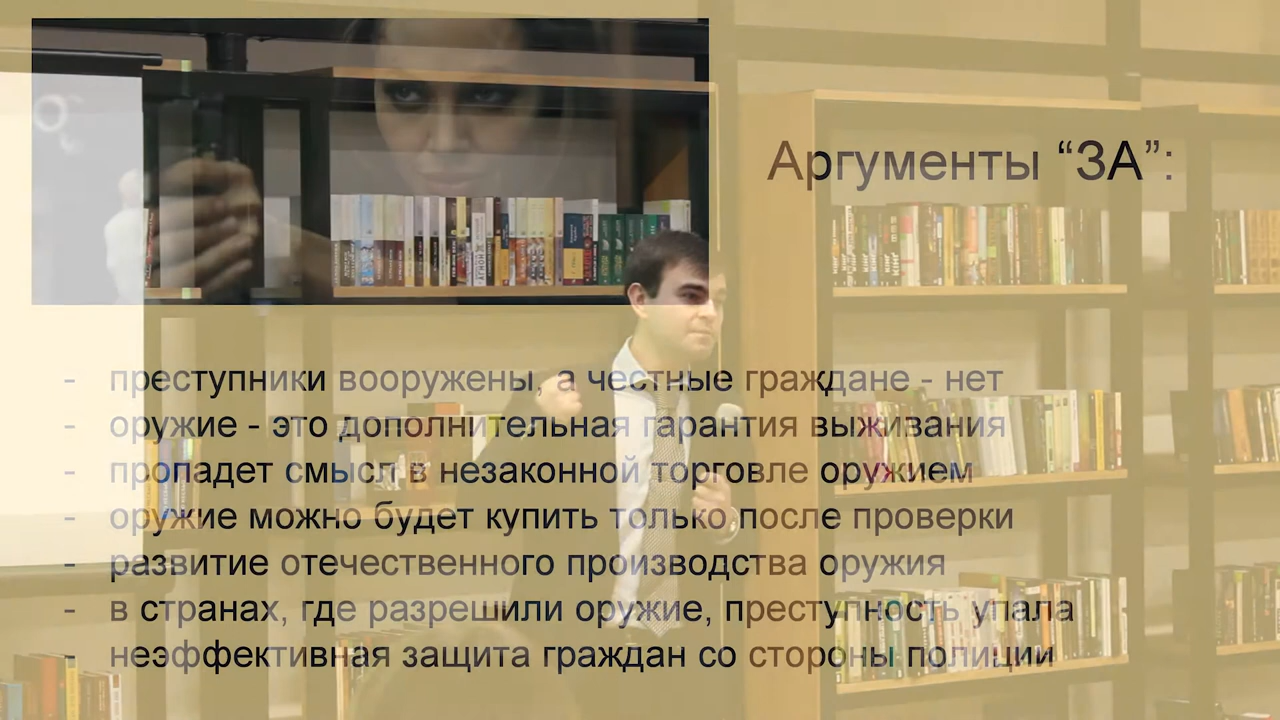 Аргументы “ЗА”:
- преступники вооружены, а честные граждане - нет
- оружие - это дополнительная гарантия выживания
- пропадет смысл в незаконной торговле оружием
- оружие можно будет купить только после проверки
- развитие отечественного производства оружия
- в странах, где разрешили оружие, преступность упала
- неэффективная защита граждан со стороны полиции